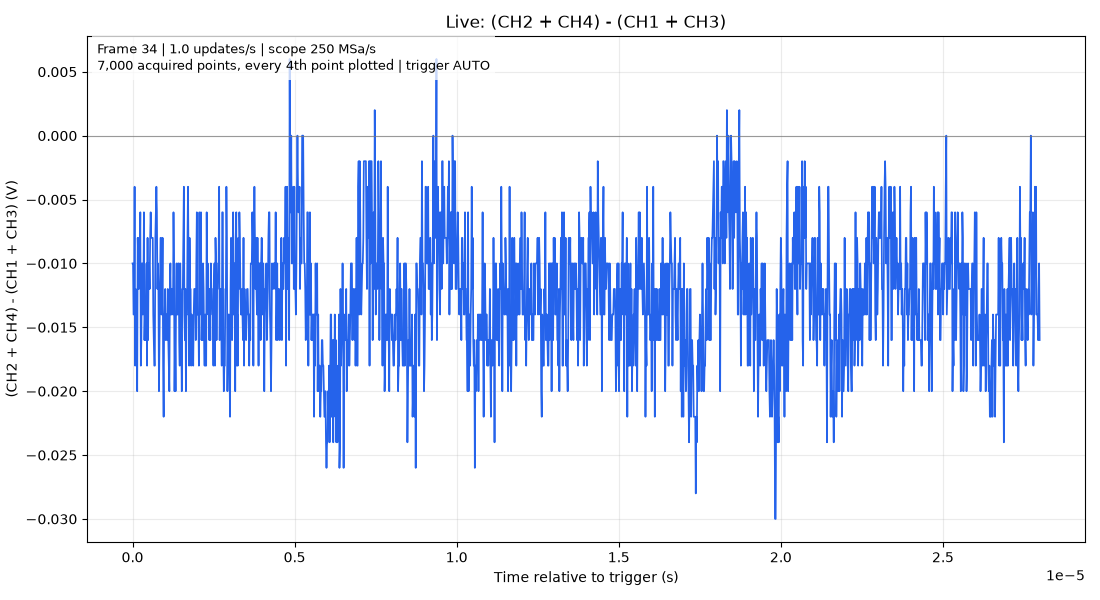 Live: (CH2 + CH4) - (CH1 + CH3)
Frame 34 | 1.0 updates/s | scope 250 MSa/s
7,000 acquired points, every 4th point plotted | trigger AUTO
(CH2 + CH4) - (CH1 + CH3) (V)
0.005
0.000
−0.005
−0.010
−0.015
−0.020
−0.025
−0.030
0.0 0.5 1.0 1.5 2.0 2.5
1e−5
Time relative to trigger (s)